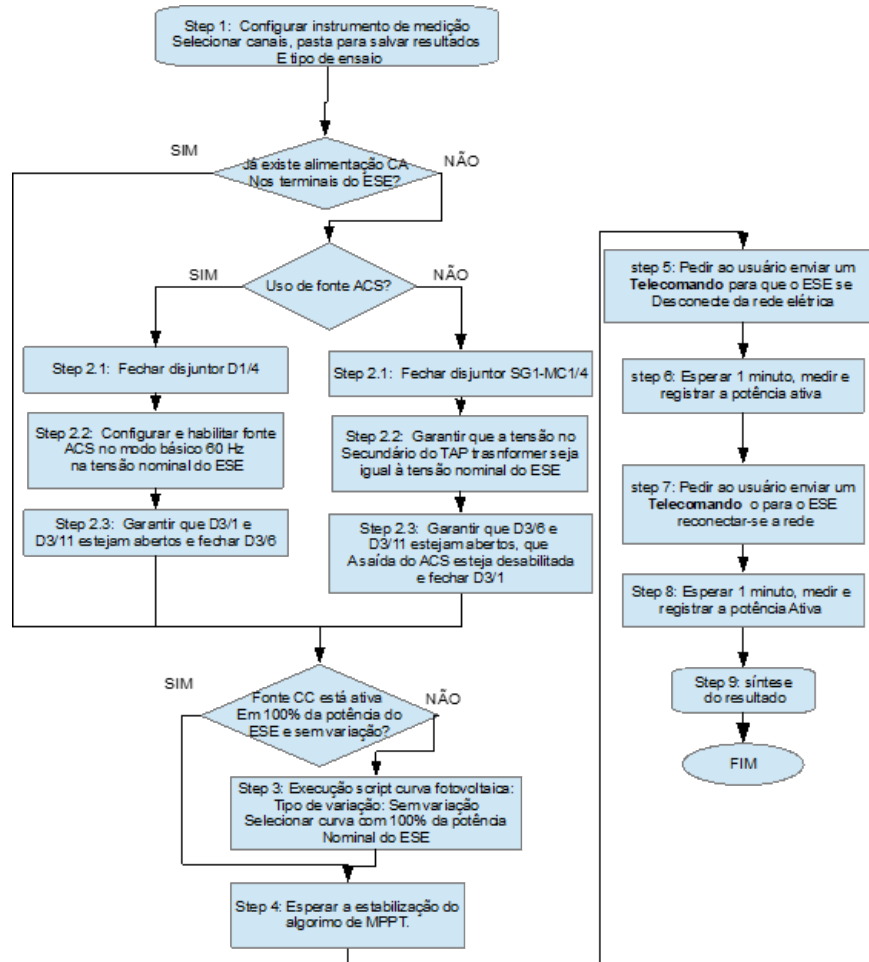 Step 1: Configurar instrumento de medição
Selecionar canais, pasta para salvar resultados
E tipo de ensaio
SIM
Já existe alimentação CA
Nos terminais do ESE?
NÃO
SIM
Uso de fonte ACS?
NÃO
Step 2.1: Fechar disjuntor D1/4
Step 2.2: Configurar e habilitar fonte
ACS no modo básico 60 Hz
na tensão nominal do ESE
Step 2.3: Garantir que D3/1 e
D3/11 estejam abertos e fechar D3/6
Step 2.1: Fechar disjuntor SG1-MC1/4
Step 2.2: Garantir que a tensão no
Secundário do TAP trasnformer seja
igual à tensão nominal do ESE
Step 2.3: Garantir que D3/6 e
D3/11 estejam abertos, que
A saída do ACS esteja desabilitada
e fechar D3/1
SIM
Fonte CC está ativa
Em 100% da potência do
ESE e sem variação?
NÃO
Step 3: Execução script curva fotovoltaica:
Tipo de variação: Sem variação
Selecionar curva com 100% da potência
Nominal do ESE
Step 4: Esperar a estabilização do
algorimo de MPPT.
step 5: Pedir ao usuário enviar um
Telecomando para que o ESE se
Desconecte da rede elétrica
step 6: Esperar 1 minuto, medir e
registrar a potência ativa
step 7: Pedir ao usuário enviar um
Telecomando o para o ESE
reconectar-se a rede
Step 8: Esperar 1 minuto, medir e
registrar a potência Ativa
Step 9: síntese
do resultado
FIM